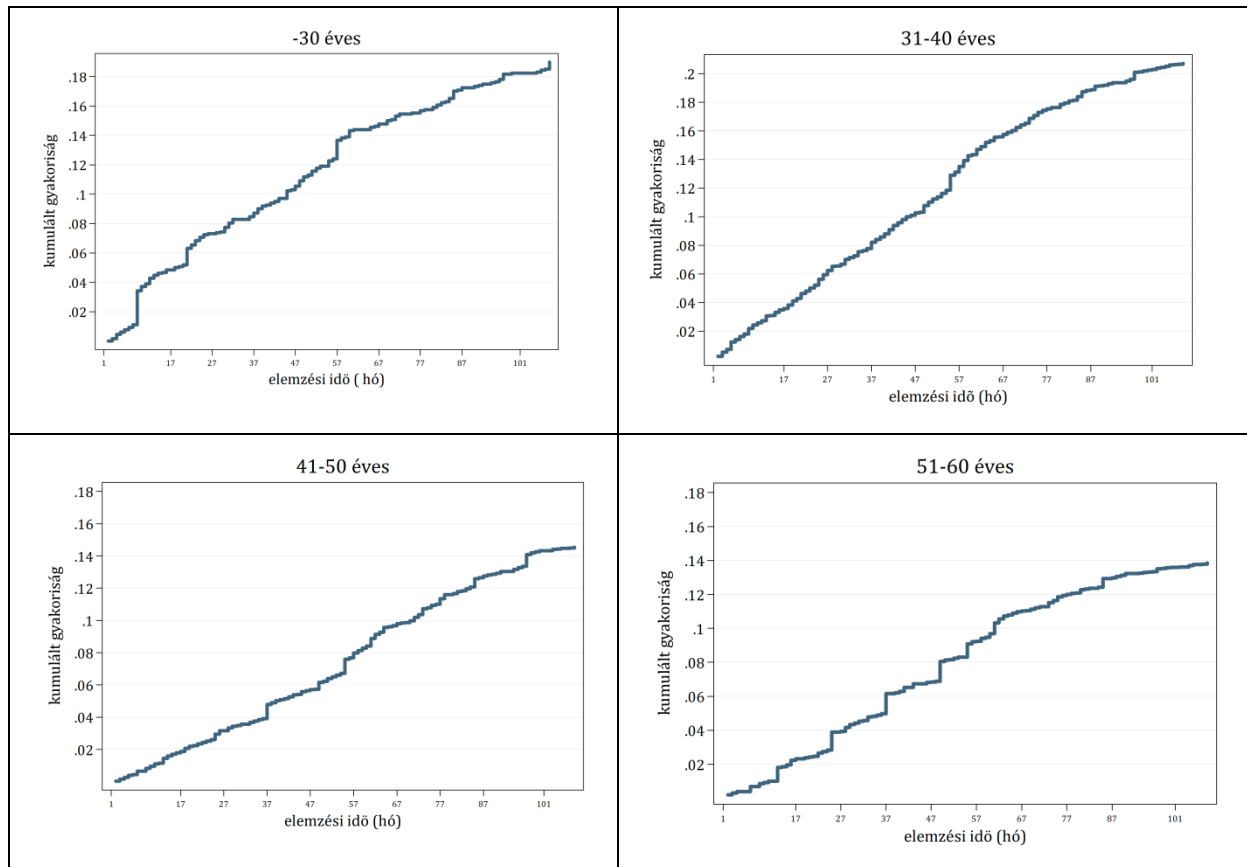 -30 éves
kumulált gyakoriság
.18
.16
.14
.12
.1
.08
.06
.04
.02
1 17 27 37 47 57 67 77 87 101
elemzési idö ( hó)
31-40 éves
kumulált gyakoriság
.2
.18
.16
.14
.12
.1
.08
.06
.04
.02
1 17 27 37 47 57 67 77 87 101
elemzési idõ (hó)
41-50 éves
kumulált gyakoriság
.18
.16
.14
.12
.1
.08
.06
.04
.02
1 17 27 37 47 57 67 77 87 101
elemzési idö (hó)
51-60 éves
kumulált gyakoriság
.18
.16
.14
.12
.1
.08
.06
.04
.02
1 17 27 37 47 57 67 77 87 101
elemzési idö (hó)